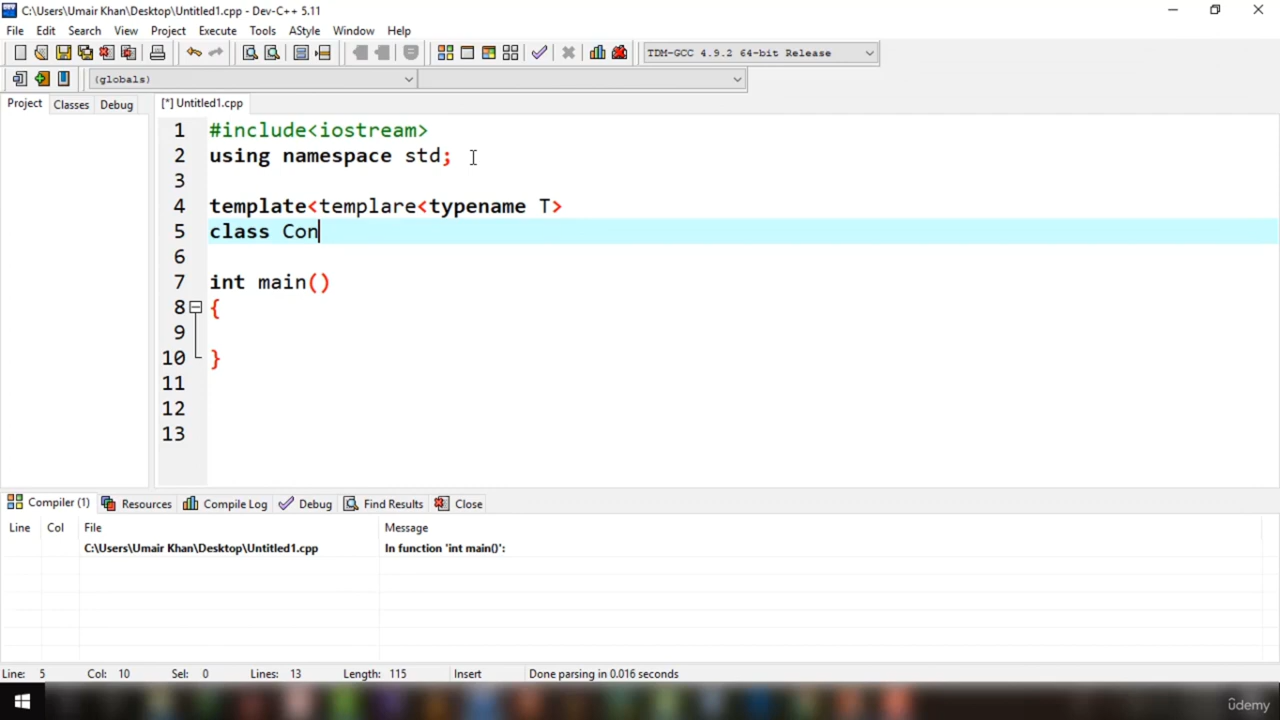 C:\Users\Umair Khan\Desktop\Untitled1.cpp - Dev-C++ 5.11
File Edit Search View Project Execute Tools AStyle Window Help
TDM-GCC 4.9.2 64-bit Release
(globals)
Project Classes Debug [*] Untitled1.cpp
1 #include<iostream>
2 using namespace std;
3
4 template<templare<typename T>
5 class Con
6
7 int main()
8 {
9
10 }
11
12
13
Compiler (1) Resources Compile Log Debug Find Results Close
Line Col File Message
C:\Users\Umair Khan\Desktop\Untitled1.cpp In function 'int main()':
Line: 5 Col: 10 Sel: 0 Lines: 13 Length: 115 Insert Done parsing in 0.016 seconds
ûdemy